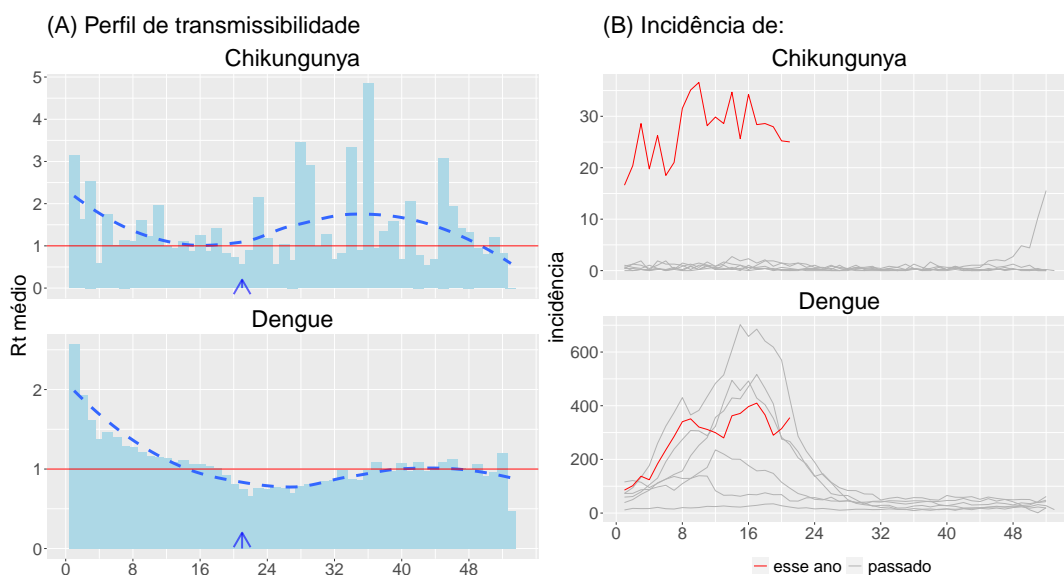 (A) Perfil de transmissibilidade
Chikungunya
5
4
3
2
1
0
Dengue
2
1
0
Rt médio
0 8 16 24 32 40 48
(B) Incidência de:
Chikungunya
30
20
10
0
Dengue
600
400
200
0
incidência
0 8 16 24 32 40 48
esse ano passado